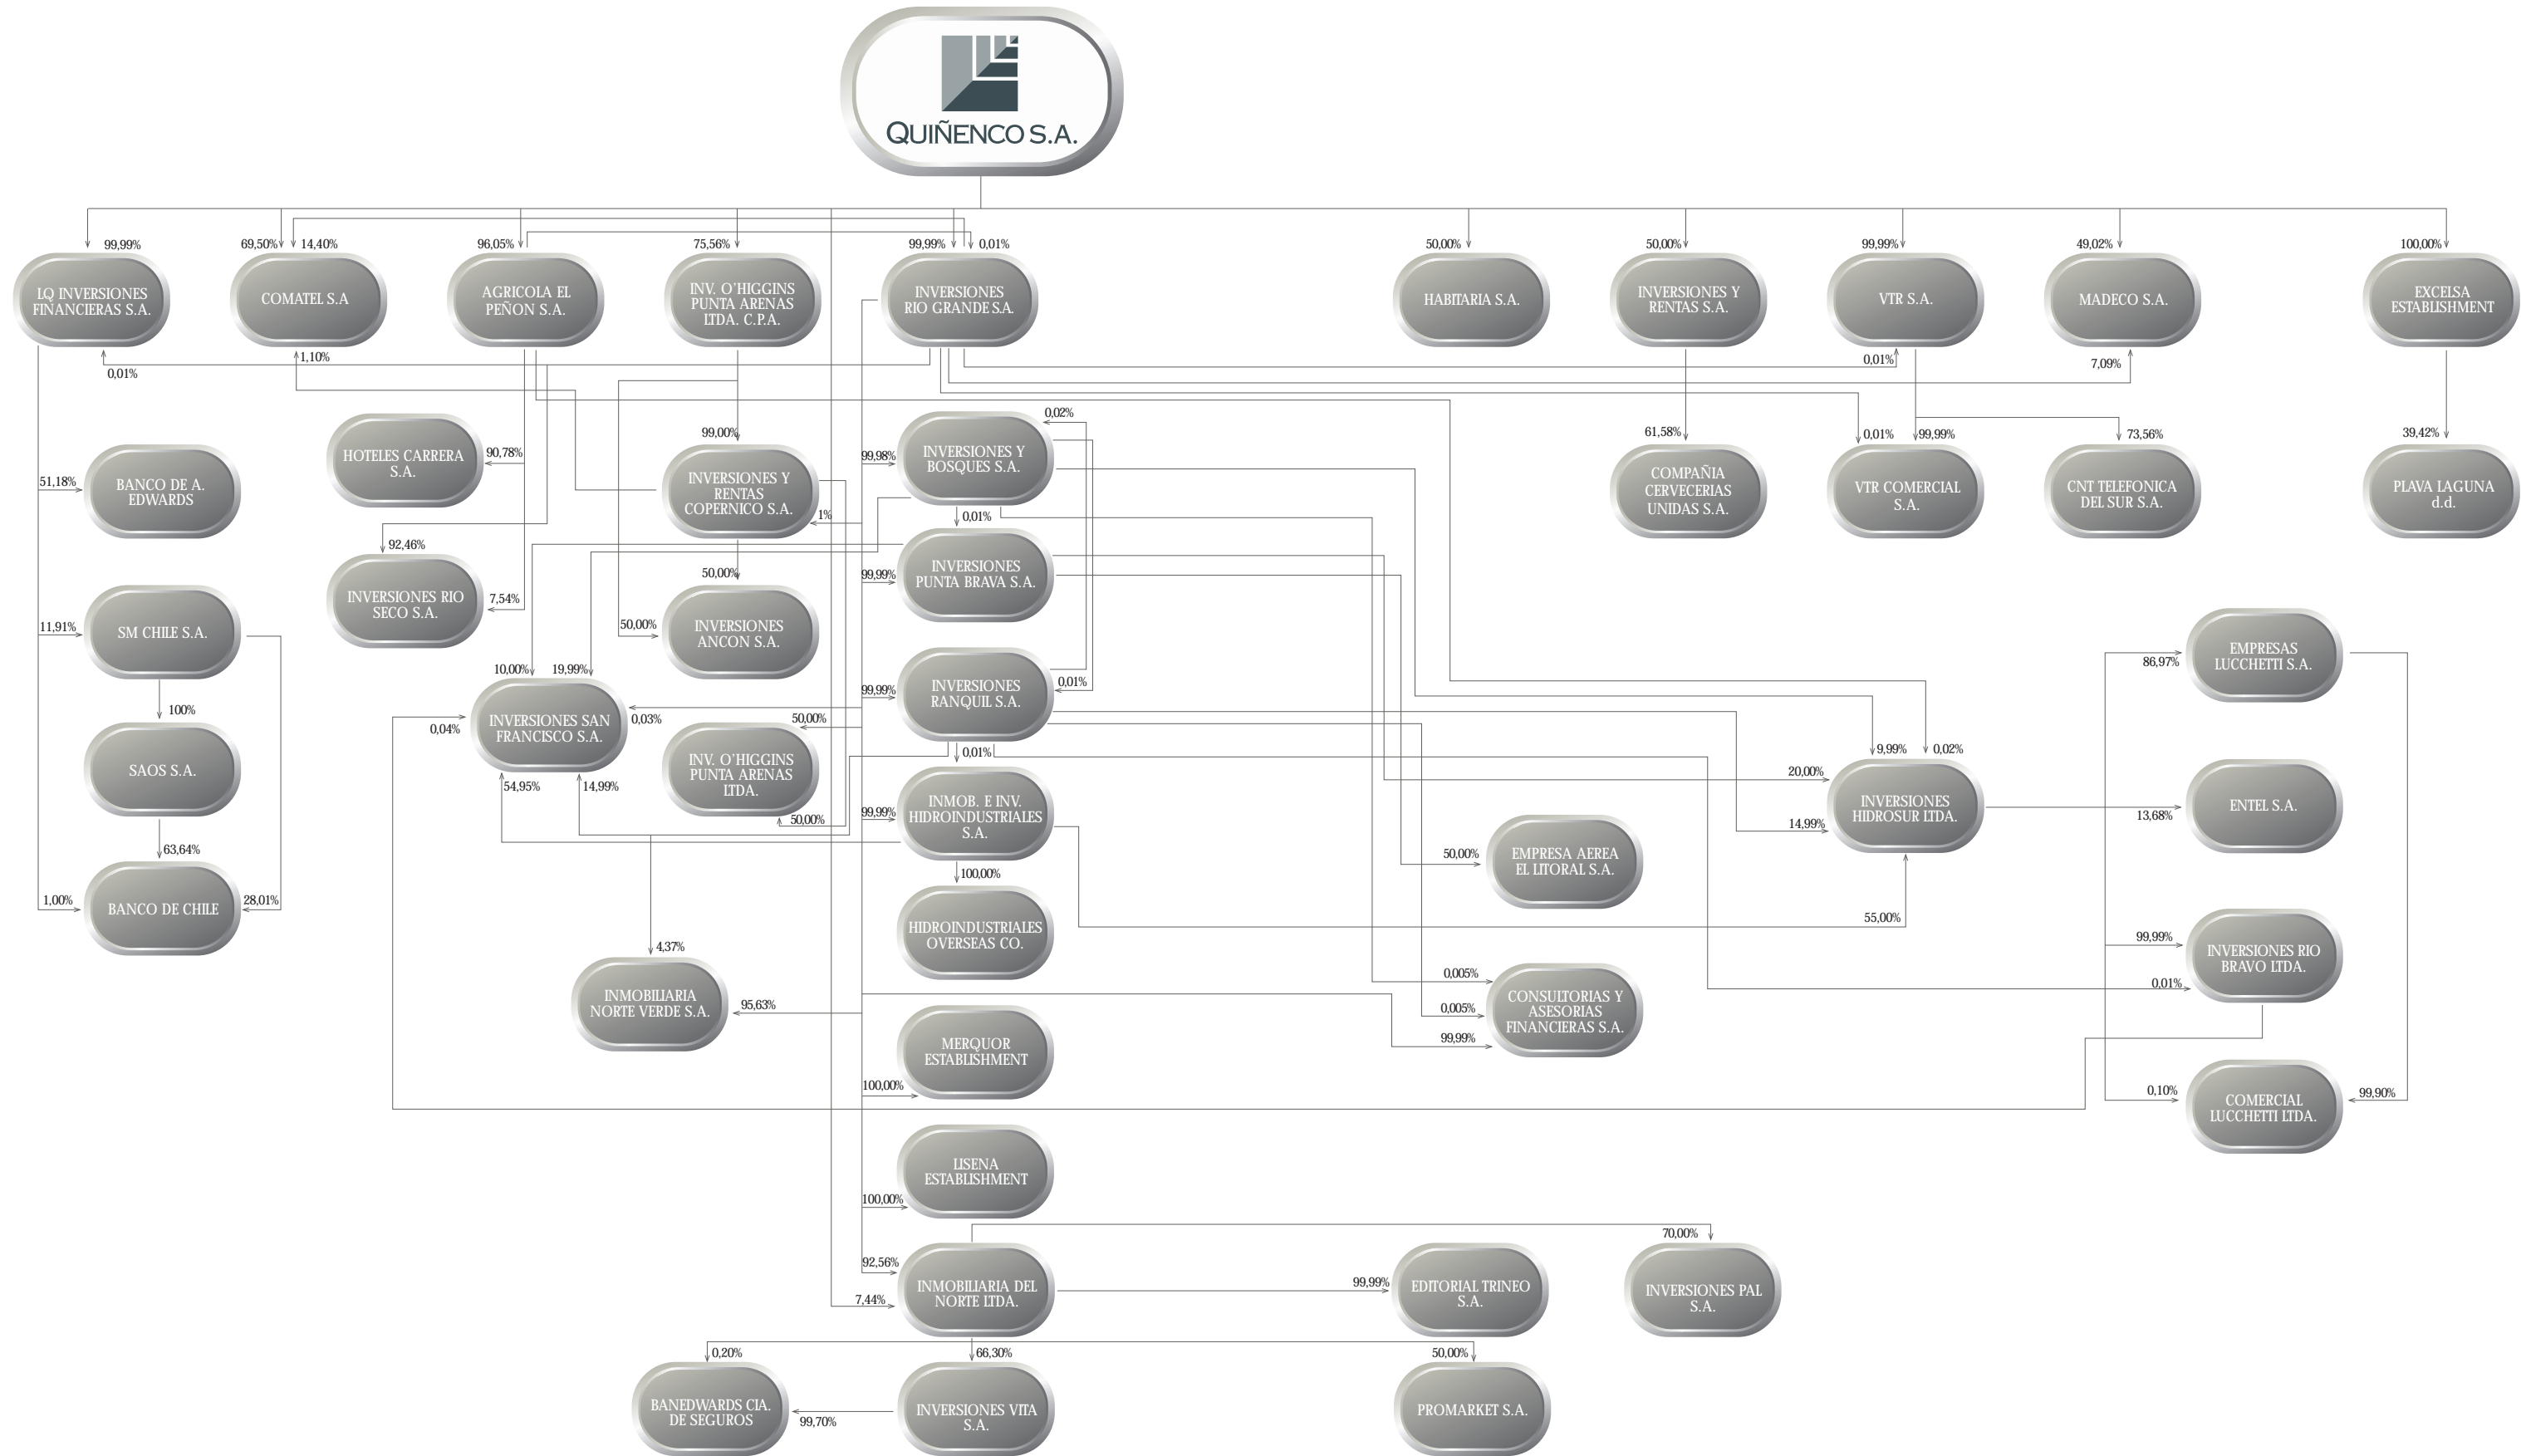 QUIÑENCO S.A.
99,99%
69,50%
14,40%
96,05%
75,56%
99,99%
0,01%
50,00%
50,00%
99,99%
49,02%
100,00%
LQ INVERSIONES
FINANCIERAS S.A.
COMATEL S.A
AGRICOLA EL
PEÑON S.A.
INV. O'HIGGINS
PUNTA ARENAS
LTDA. C.P.A.
INVERSIONES
RIO GRANDE S.A.
HABITARIA S.A.
INVERSIONES Y
RENTAS S.A.
VTR S.A.
MADECO S.A.
EXCELSA
ESTABLISHMENT
0,01%
1,10%
0,01%
7,09%
99,00%
0,02%
61,58%
0,01%
99,99%
73,56%
39,42%
HOTELES CARRERA
S.A.
90,78%
99,98%
INVERSIONES Y
BOSQUES S.A.
51,18%
BANCO DE A.
EDWARDS
INVERSIONES Y
RENTAS
COPERNICO S.A.
1%
COMPAÑIA
CERVECERIAS
UNIDAS S.A.
VTR COMERCIAL
S.A.
CNT TELEFONICA
DEL SUR S.A.
PLAVA LAGUNA
d.d.
0,01%
92,46%
50,00%
99,99%
INVERSIONES
PUNTA BRAVA S.A.
INVERSIONES RIO
SECO S.A.
7,54%
11,91%
SM CHILE S.A.
50,00%
INVERSIONES
ANCON S.A.
10,00%
19,99%
99,99%
INVERSIONES
RANQUIL S.A.
0,01%
86,97%
EMPRESAS
LUCCHETTI S.A.
100%
0,04%
INVERSIONES SAN
FRANCISCO S.A.
0,03%
50,00%
0,01%
9,99%
0,02%
SAOS S.A.
54,95%
14,99%
INV. O'HIGGINS
PUNTA ARENAS
LTDA.
50,00%
99,99%
INMOB. E INV.
HIDROINDUSTRIALES
S.A.
20,00%
14,99%
INVERSIONES
HIDROSUR LTDA.
13,68%
ENTEL S.A.
63,64%
50,00%
EMPRESA AEREA
EL LITORAL S.A.
100,00%
1,00%
BANCO DE CHILE
28,01%
HIDROINDUSTRIALES
OVERSEAS CO.
55,00%
4,37%
99,99%
INVERSIONES RIO
BRAVO LTDA.
0,01%
INMOBILIARIA
NORTE VERDE S.A.
95,63%
0,005%
0,005%
99,99%
CONSULTORIAS Y
ASESORIAS
FINANCIERAS S.A.
MERQUOR
ESTABLISHMENT
100,00%
0,10%
COMERCIAL
LUCCHETTI LTDA.
99,90%
LISENA
ESTABLISHMENT
100,00%
70,00%
92,56%
7,44%
INMOBILIARIA DEL
NORTE LTDA.
99,99%
EDITORIAL TRINEO
S.A.
INVERSIONES PAL
S.A.
0,20%
66,30%
50,00%
BANEDWARDS CIA.
DE SEGUROS
99,70%
INVERSIONES VITA
S.A.
PROMARKET S.A.